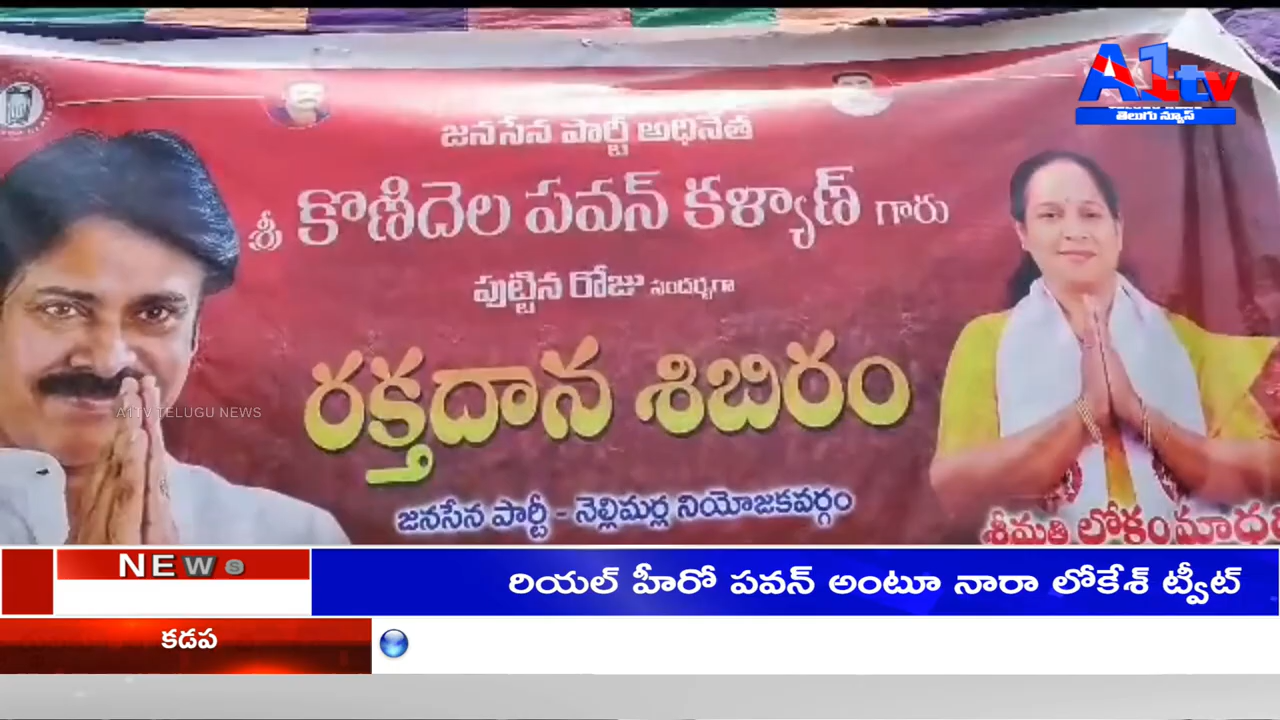 A1tv
తెలుగు న్యూస్
జనసేన పార్టీ అధినేత
శ్రీ కొణిదెల పవన్ కళ్యాణ్ గారు
పుట్టిన రోజు సందర్భగా
రక్తదాన శిబిరం
A1TV TELUGU NEWS
జనసేన పార్టీ - నెల్లిమర్ల నియోజకవర్గం
శ్రీమతి లోకం
NEWS
రియల్ హీరో పవన్ అంటూ నారా లోకేశ్ ట్వీట్
కడప